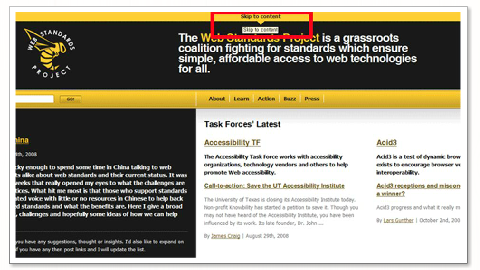 Skip to content
Skip to content
WEB STANDARDS PROJECT
The Web Standards Project is a grassroots
coalition fighting for standards which ensure
simple, affordable access to web technologies
for all.
About Learn Action Buzz Press
hina
th, 2008
ky enough to spend some time in China talking to web
ts alike about web standards and their current status. It was
weeks that really opened my eyes to what the challenges are
tices. What hit me most is that those who support standards
nted voice with little or no resources in Chinese to help back
d standards and what the benefits are. Here I give a broad
, challenges and hopefully some ideas of how we can help
you have any comments, thought or insights. I'd also like to expand on
if you have any then post links and I will update the list.
Task Forces' Latest
Accessibility TF
The Accessibility Task Force works with accessibility
organizations, technology vendors and others to help
promote Web accessibility.
Call-to-action: Save the UT Accessibility Institute
The University of Texas is closing its Accessibility Institute today.
Non-profit Knowbility has started a petition to save it. Though you
may not have heard of the Accessibility Institute, you have been
influenced by its work. Its late founder, Dr. John ...
By James Craig | August 29th, 2008
Acid3
Acid3 is a test of dynamic brow
exists to encourage browser v
interoperability.
Acid3 receptions and miscon
a winner?
Acid3 progress and what it really m
By Lars Gunther | October 2nd, 200